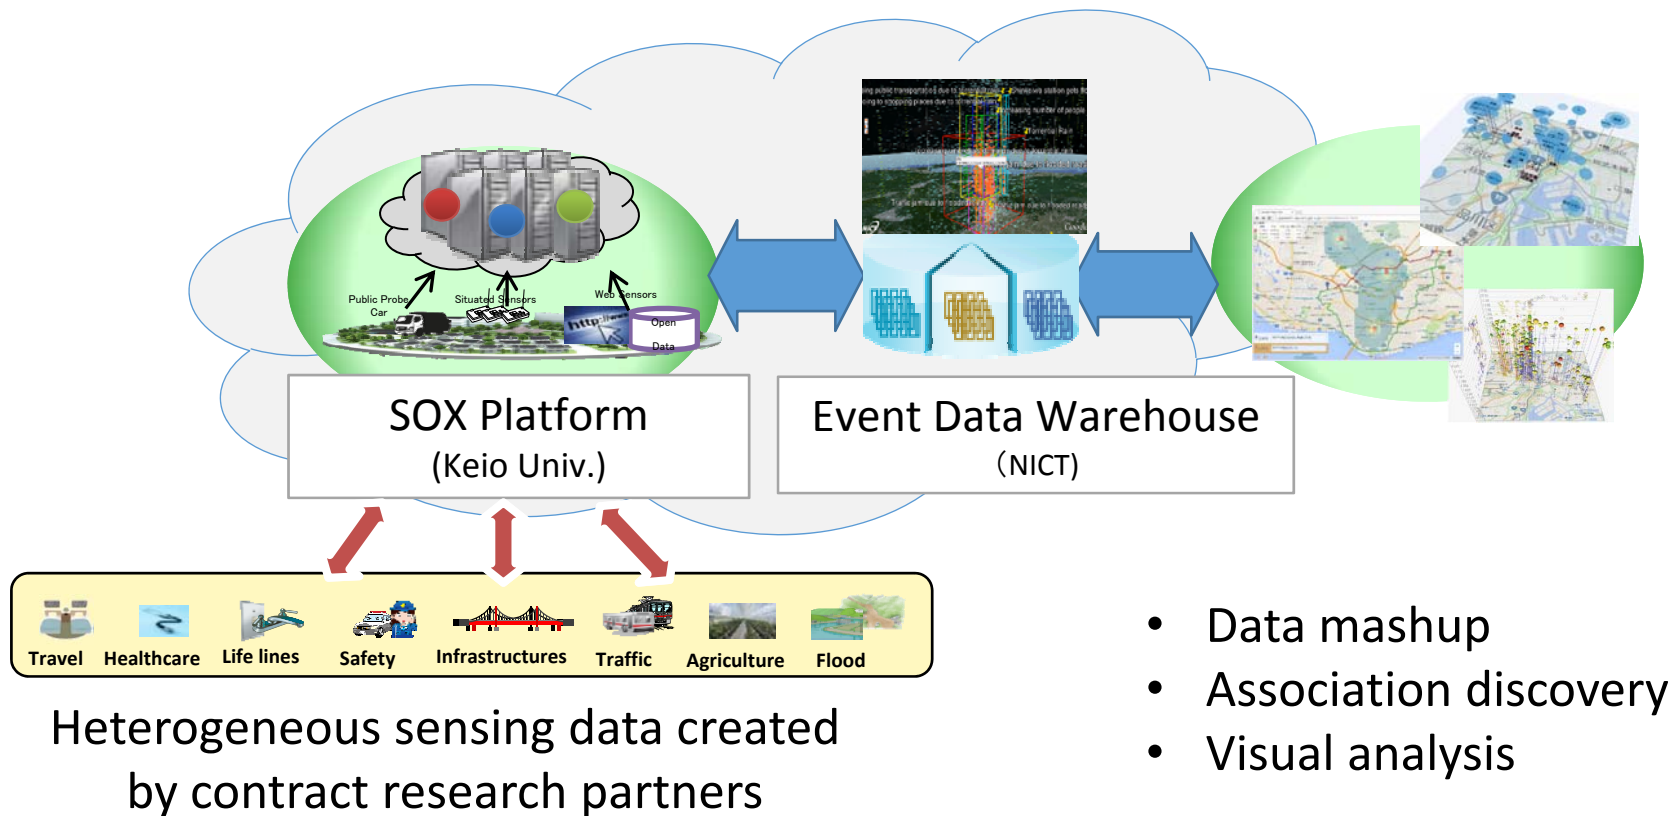 Public Probe
Car
Situated Sensors
Web Sensors
http://
Open
Data
SOX Platform
(Keio Univ.)
Event Data Warehouse
（NICT)
Travel
Healthcare
Life lines
Safety
Infrastructures
Traffic
Agriculture
Flood
Heterogeneous sensing data created
by contract research partners
• Data mashup
• Association discovery
• Visual analysis